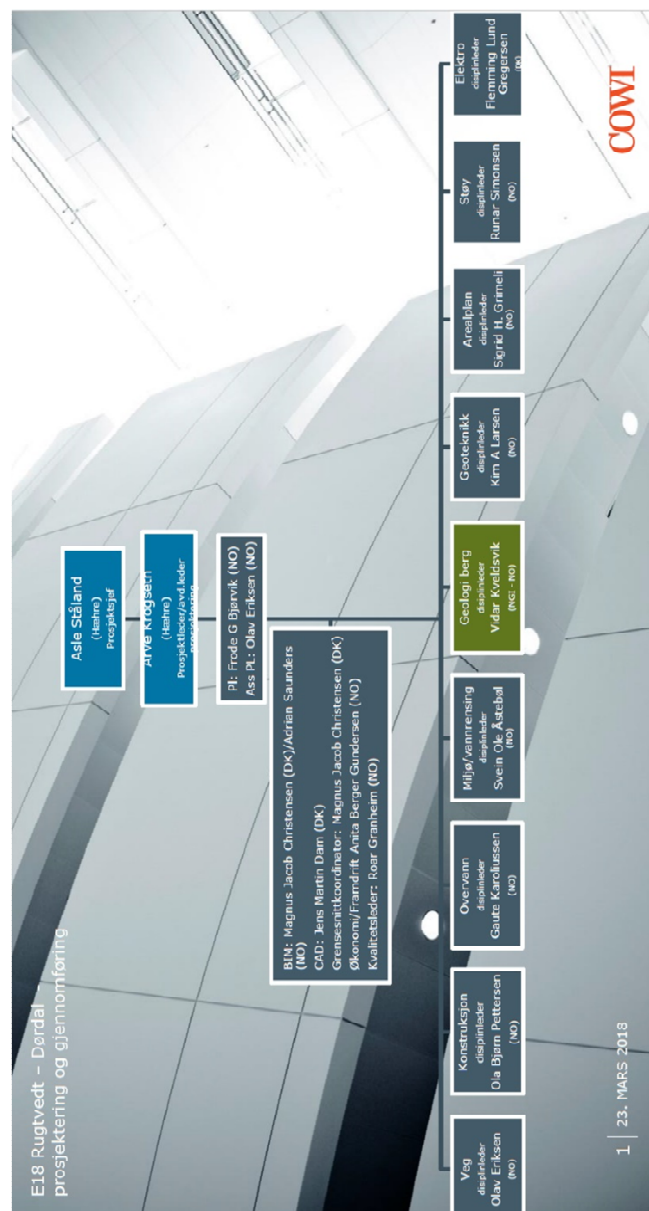 E18 Rugtvedt – Dørdal –
prosjektering og gjennomføring
Asle Ståland
(Hæhre)
Prosjektsjef
Arve Krogseth
(Hæhre)
Prosjektleder/avd.leder
prosjektering
Pl: Frode G Bjørvik (NO)
Ass PL: Olav Eriksen (NO)
BIM: Magnus Jacob Christensen (DK)/Adrian Saunders
(NO)
CAD: Jens Martin Dam (DK)
Grensesnittkoordinator: Magnus Jacob Christensen (DK)
Økonomi/Framdrift Anita Berger Gundersen (NO)
Kvalitetsleder: Roar Granheim (NO)
Veg
disiplinleder
Olav Eriksen
(NO)
Konstruksjon
disiplinleder
Ola Bjørn Pettersen
(NO)
Overvann
disiplinleder
Gaute Karoliussen
(NO)
Miljø/vannrensing
disiplinleder
Svein Ole Åstebøl
(NO)
Geologi berg
disiplinleder
Vidar Kveldsvik
(NGI - NO)
Geoteknikk
disiplinleder
Kim A Larsen
(NO)
Arealplan
disiplinleder
Sigrid H. Grimeli
(NO)
Støy
disiplinleder
Runar Simonsen
(NO)
Elektro
disiplinleder
Flemming Lund
Gregersen
(DK)
1 | 23. MARS 2018
COWI